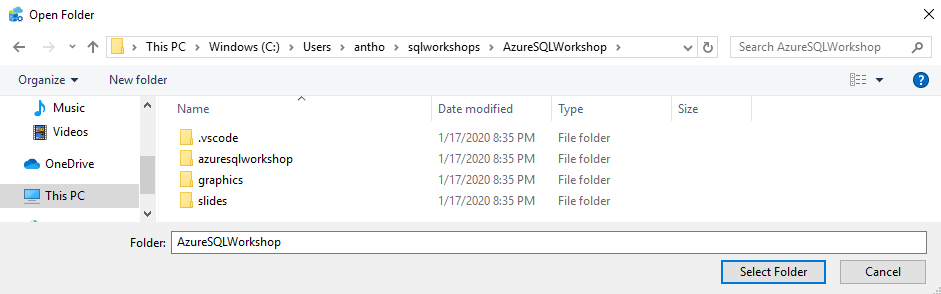 Open Folder
This PC > Windows (C:) > Users > antho > sqlworkshops > AzureSQLWorkshop >
Search AzureSQLWorkshop
Organize New folder
?
Music
Videos
OneDrive
This PC
Name Date modified Type Size
.vscode 1/17/2020 8:35 PM File folder
azuresqlworkshop 1/17/2020 8:35 PM File folder
graphics 1/17/2020 8:35 PM File folder
slides 1/17/2020 8:35 PM File folder
Folder: AzureSQLWorkshop
Select Folder Cancel